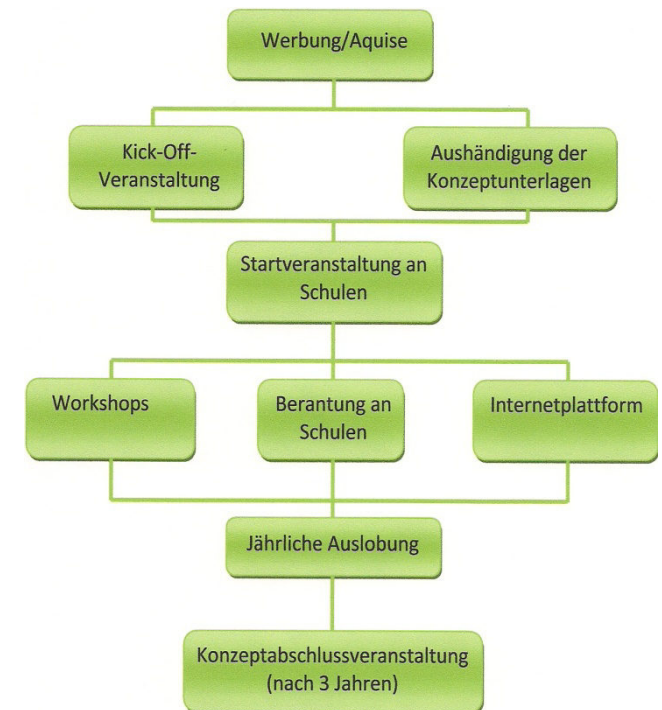 Werbung/Aquise
Kick-Off-
Veranstaltung
Aushändigung der
Konzeptunterlagen
Startveranstaltung an
Schulen
Workshops
Berantung an
Schulen
Internetplattform
Jährliche Auslobung
Konzeptabschlussveranstaltung
(nach 3 Jahren)